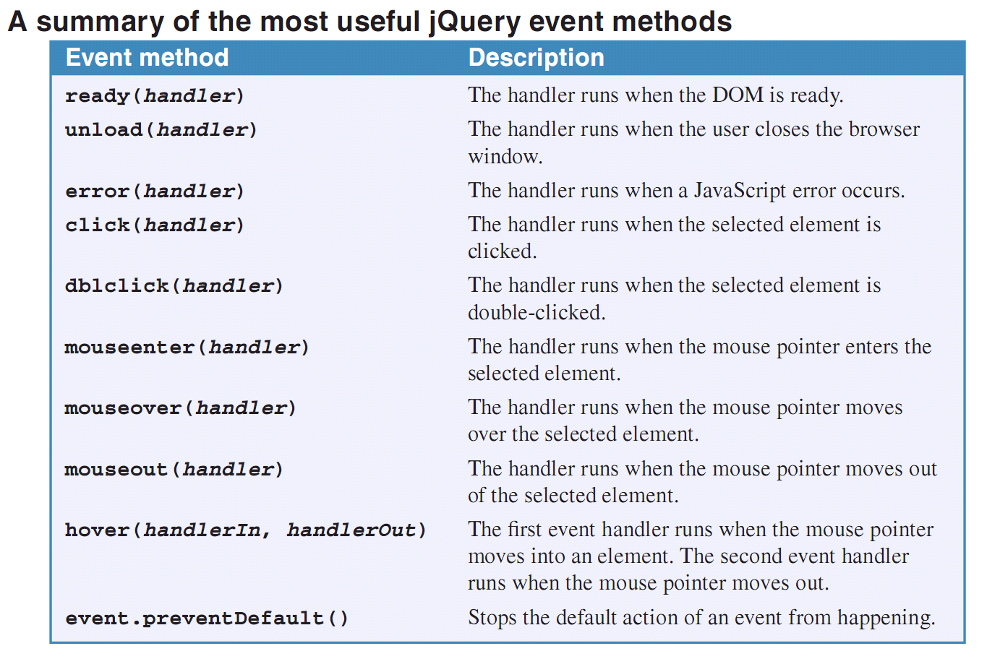 A summary of the most useful jQuery event methods
Event method Description
ready(handler) The handler runs when the DOM is ready.
unload(handler) The handler runs when the user closes the browser
window.
error(handler) The handler runs when a JavaScript error occurs.
click(handler) The handler runs when the selected element is
clicked.
dblclick(handler) The handler runs when the selected element is
double-clicked.
mouseenter(handler) The handler runs when the mouse pointer enters the
selected element.
mouseover(handler) The handler runs when the mouse pointer moves
over the selected element.
mouseout(handler) The handler runs when the mouse pointer moves out
of the selected element.
hover(handlerIn, handlerOut) The first event handler runs when the mouse pointer
moves into an element. The second event handler
runs when the mouse pointer moves out.
event.preventDefault() Stops the default action of an event from happening.